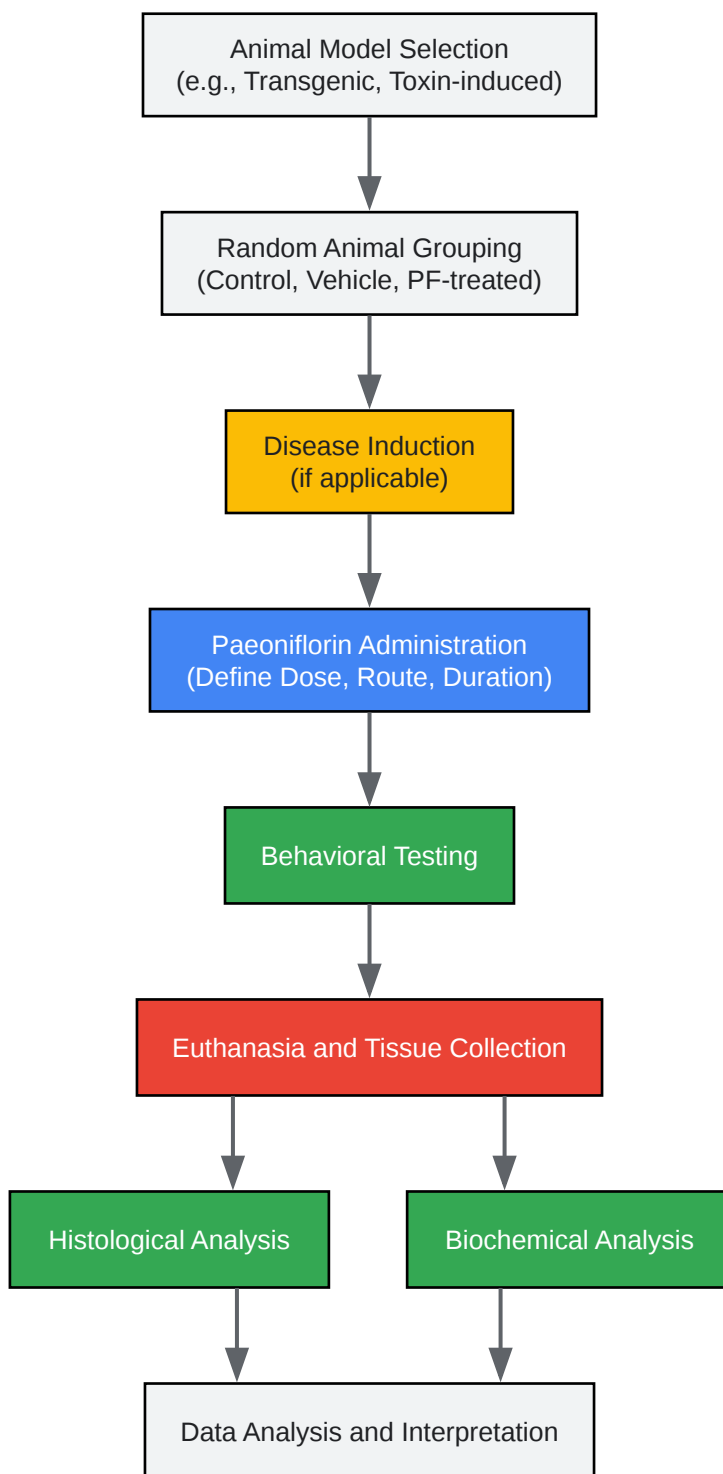 Animal Model Selection
(e.g., Transgenic, Toxin-induced)
Random Animal Grouping
(Control, Vehicle, PF-treated)
Disease Induction
(if applicable)
Paeoniflorin Administration
(Define Dose, Route, Duration)
Behavioral Testing
Euthanasia and Tissue Collection
Histological Analysis
Biochemical Analysis
Data Analysis and Interpretation